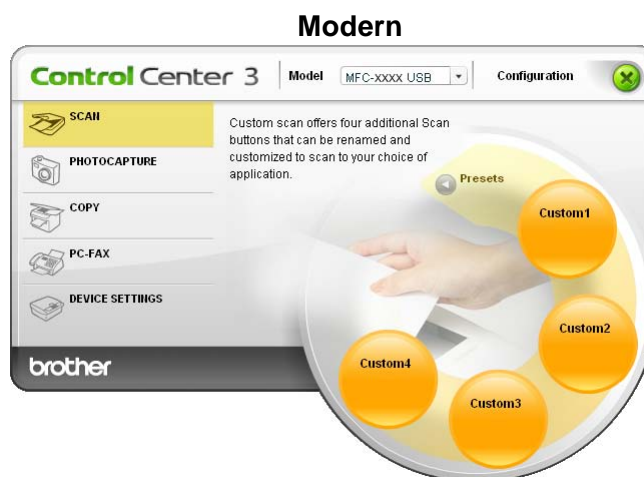 Modern
Control Center 3
Model
MFC-xxxx USB
Configuration
SCAN
PHOTOCAPTURE
COPY
PC-FAX
DEVICE SETTINGS
Custom scan offers four additional Scan
buttons that can be renamed and
customized to scan to your choice of
application.
Presets
Custom1
Custom2
Custom3
Custom4
brother